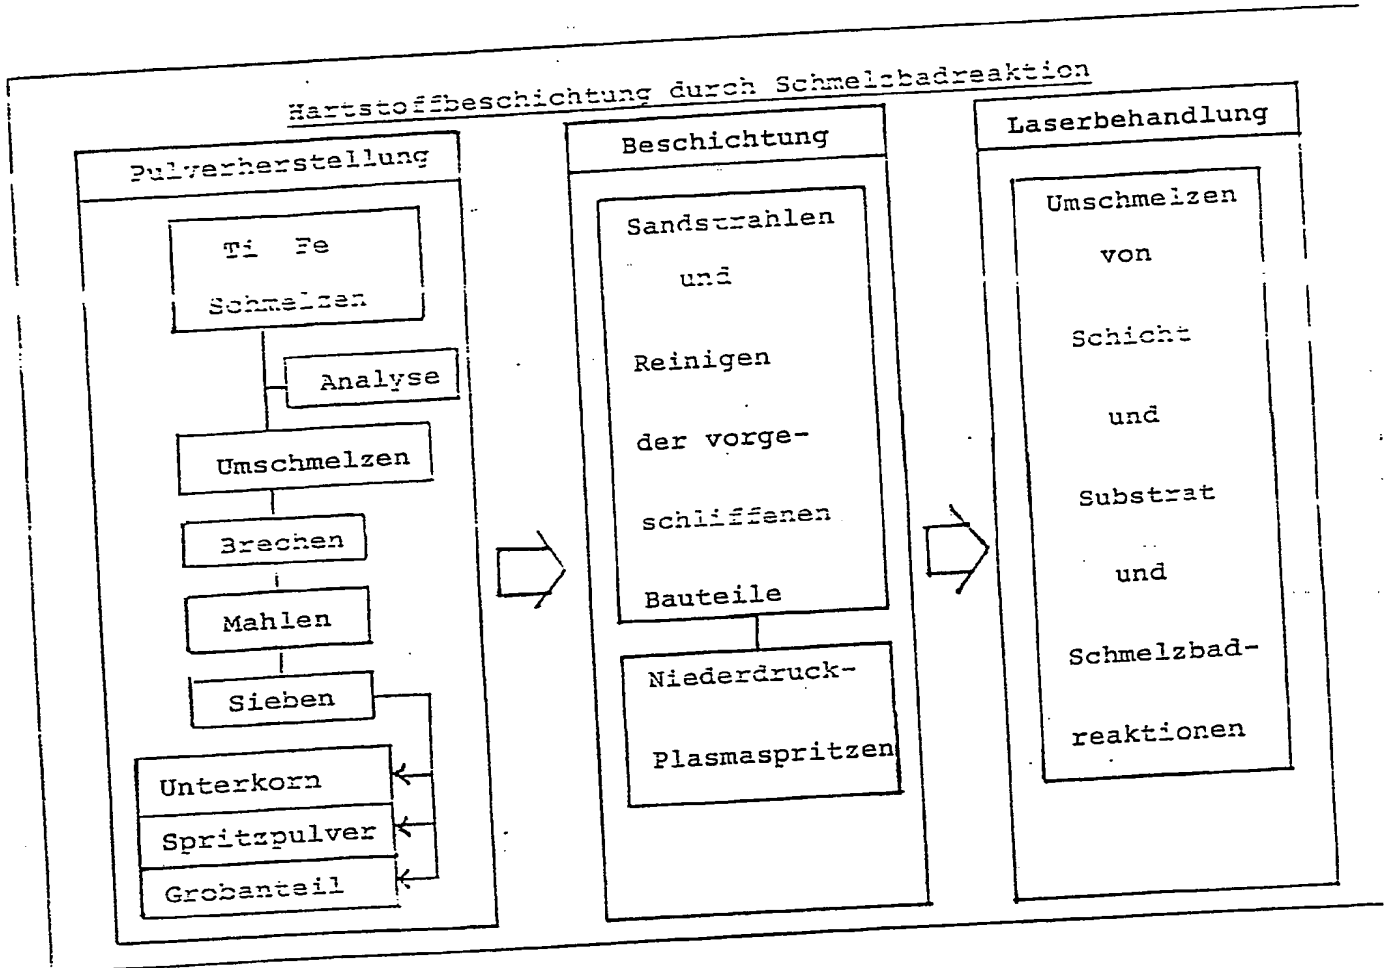 Hartstoffbeschichtung durch Schmelzbadreaktion
Pulverherstellung
Ti Fe
Schmelzen
Analyse
Umschmelzen
Brechen
Mahlen
Sieben
Unterkorn
Spritzpulver
Grobanteil
Beschichtung
Sandstrahlen
und
Reinigen
der vorge-
schliffenen
Bauteile
Niederdruck-
Plasmaspritzen
Laserbehandlung
Umschmelzen
von
Schicht
und
Substrat
und
Schmelzbad-
reaktionen